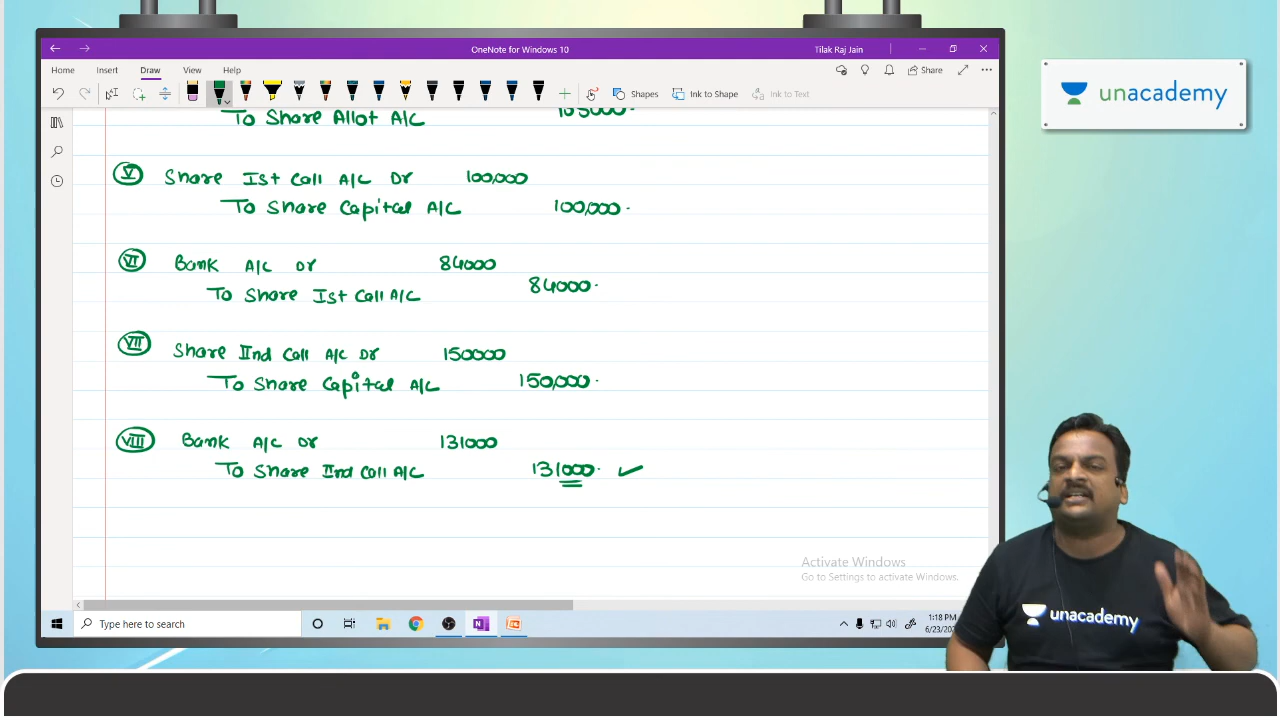 OneNote for Windows 10
Tilak Raj Jain
Home Insert Draw View Help
Share
Shapes
Ink to Shape
Ink to Text
unacademy
To Share Allot A/C 105000
V Share Ist Call A/C Dr 100,000
To Share Capital A/C 100,000
VI Bank A/C Dr 84000
To Share Ist Call A/C 84000
VII Share IInd Call A/C Dr 150000
To Share Capital A/C 150,000
VIII Bank A/C Dr 131000
To Share IInd Call A/C 131000
Activate Windows
Go to Settings to activate Windows.
Type here to search
N
1:18 PM
unacademy